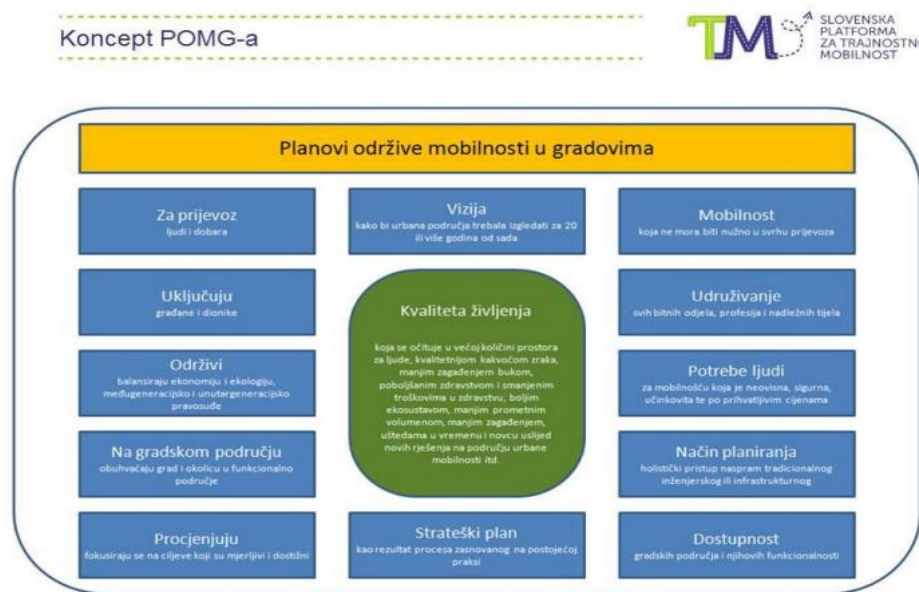 Koncept POMG-a
TM
SLOVENSKA
PLATFORMA
ZA TRAJNOSTNO
MOBILNOST
Planovi održive mobilnosti u gradovima
Za prijevoz
ljudi i dobara
Vizija
kako bi urbana područja trebala izgledati za 20
ili više godina od sada
Mobilnost
koja ne mora biti nužno u svrhu prijevoza
Uključuju
građane i dionike
Kvaliteta življenja
koja se očituje u većoj količini prostora
za ljude, kvalitetnijom kakvoćom zraka,
manjim zagađenjem bukom,
poboljšanim zdravstvom i smanjenim
troškovima u zdravstvu, boljim
ekosustavom, manjim prometnim
volumenom, manjim zagađenjem,
uštedama u vremenu i novcu uslijed
novih rješenja na području urbane
mobilnosti itd.
Udruživanje
svih bitnih odjela, profesija i nadležnih tijela
Održivi
balansiraju ekonomiju i ekologiju,
međugeneracijsko i unutargeneracijsko
pravosuđe
Potrebe ljudi
za mobilnošću koja je neovisna, sigurna,
učinkovita te po prihvatljivim cijenama
Na gradskom području
obuhvaćaju grad i okolicu u funkcionalno
područje
Način planiranja
holistički pristup naspram tradicionalnog
inženjerskog ili infrastrukturnog
Procjenjuju
fokusiraju se na ciljeve koji su mjerljivi i dostižni
Strateški plan
kao rezultat procesa zasnovanog na postojećoj
praksi
Dostupnost
gradskih područja i njihovih funkcionalnosti